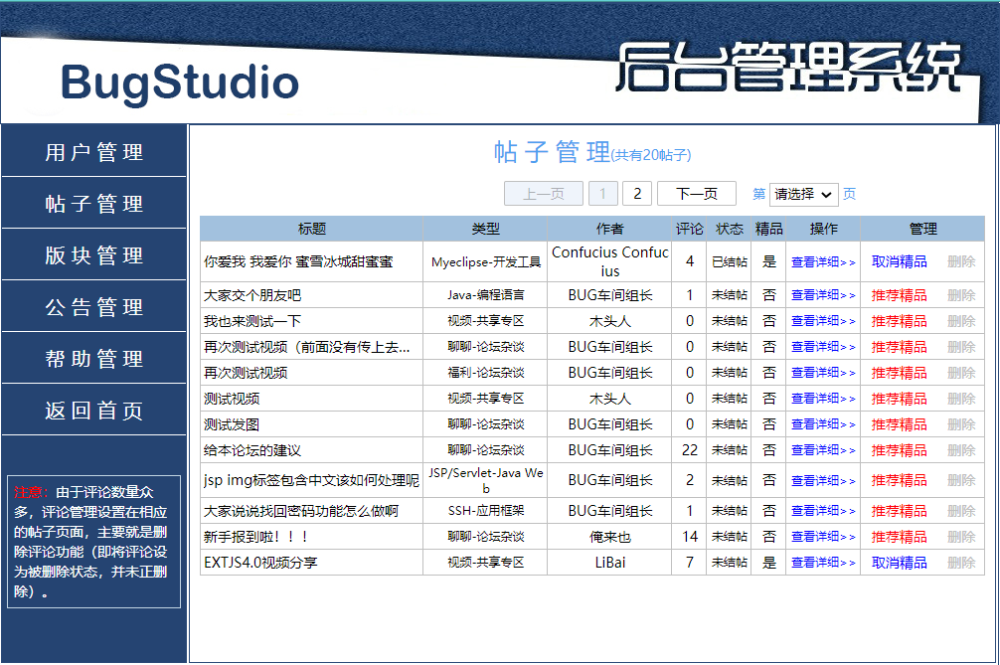 BugStudio
后台管理系统
用户管理
帖子管理
版块管理
公告管理
帮助管理
返回首页
注意：由于评论数量众
多，评论管理设置在相应
的帖子页面，主要就是删
除评论功能（即将评论设
为被删除状态，并未正删
除）。
帖子管理(共有20帖子)
上一页 1 2 下一页 第 请选择 页
标题 类型 作者 评论 状态 精品 操作 管理
你爱我 我爱你 蜜雪冰城甜蜜蜜 Myeclipse-开发工具 Confucius Confuc
ius 4 已结帖 是 查看详细>> 取消精品 删除
大家交个朋友吧 Java-编程语言 BUG车间组长 1 未结帖 否 查看详细>> 推荐精品 删除
我也来测试一下 视频-共享专区 木头人 0 未结帖 否 查看详细>> 推荐精品 删除
再次测试视频（前面没有传上去... 聊聊-论坛杂谈 BUG车间组长 0 未结帖 否 查看详细>> 推荐精品 删除
再次测试视频 福利-论坛杂谈 BUG车间组长 0 未结帖 否 查看详细>> 推荐精品 删除
测试视频 视频-共享专区 木头人 0 未结帖 否 查看详细>> 推荐精品 删除
测试发图 聊聊-论坛杂谈 BUG车间组长 0 未结帖 否 查看详细>> 推荐精品 删除
给本论坛的建议 聊聊-论坛杂谈 BUG车间组长 22 未结帖 否 查看详细>> 推荐精品 删除
jsp img标签包含中文该如何处理呢 JSP/Servlet-Java We
b BUG车间组长 2 未结帖 否 查看详细>> 推荐精品 删除
大家说说找回密码功能怎么做啊 SSH-应用框架 BUG车间组长 1 未结帖 否 查看详细>> 推荐精品 删除
新手报到啦！！！ 聊聊-论坛杂谈 俺来也 14 未结帖 否 查看详细>> 推荐精品 删除
EXTJS4.0视频分享 视频-共享专区 LiBai 7 未结帖 是 查看详细>> 取消精品 删除